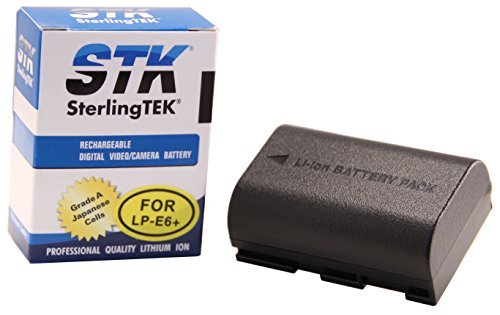 STK®
SterlingTEK®
RECHARGEABLE
DIGITAL VIDEO/CAMERA BATTERY
Grade A
Japanese
Cells
FOR
LP-E6+
PROFESSIONAL QUALITY LITHIUM ION
Li-ion BATTERY PACK